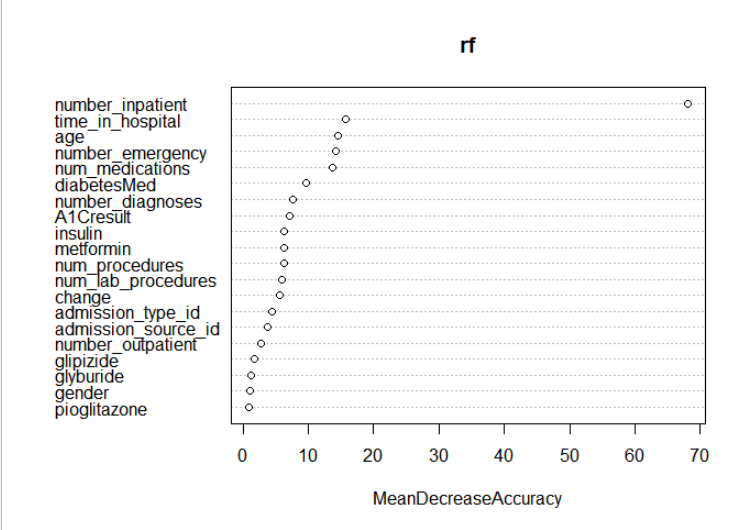 rf
number_inpatient
time_in_hospital
age
number_emergency
num_medications
diabetesMed
number_diagnoses
A1Cresult
insulin
metformin
num_procedures
num_lab_procedures
change
admission_type_id
admission_source_id
number_outpatient
glipizide
glyburide
gender
pioglitazone
0 10 20 30 40 50 60 70
MeanDecreaseAccuracy